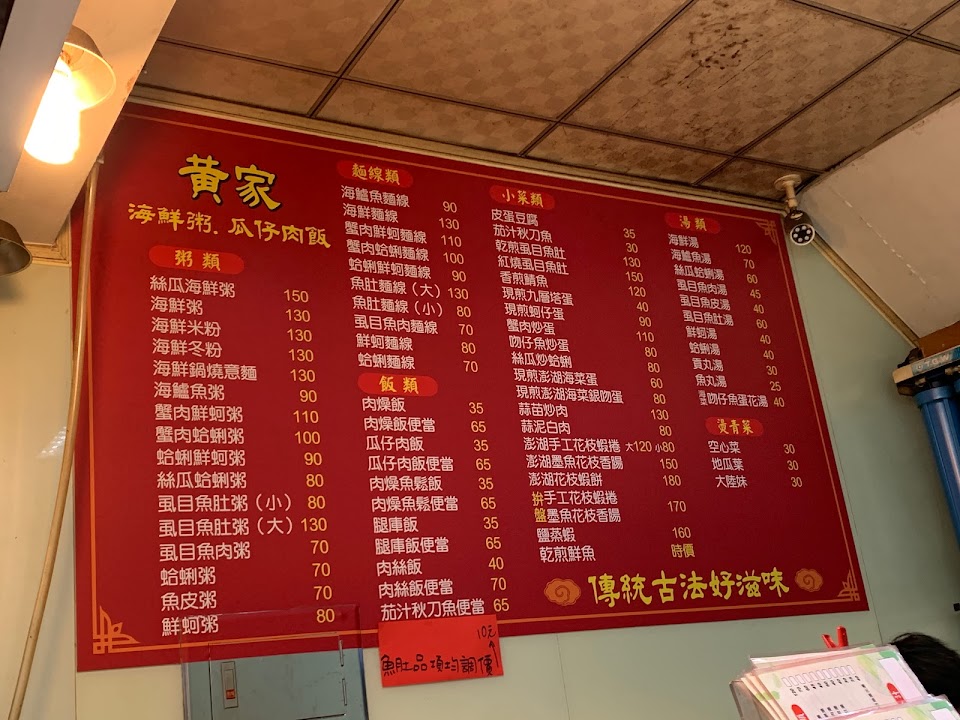 黃家
海鮮粥．瓜仔肉飯
粥類
絲瓜海鮮粥 150
海鮮粥 130
海鮮米粉 130
海鮮冬粉 130
海鮮鍋燒意麵 130
海鱸魚粥 90
蟹肉鮮蚵粥 110
蟹肉蛤蜊粥 100
蛤蜊鮮蚵粥 90
絲瓜蛤蜊粥 80
虱目魚肚粥（小） 80
虱目魚肚粥（大） 130
虱目魚肉粥 70
蛤蜊粥 70
魚皮粥 70
鮮蚵粥 80
麵線類
海鱸魚麵線 90
海鮮麵線 130
蟹肉鮮蚵麵線 110
蟹肉蛤蜊麵線 100
蛤蜊鮮蚵麵線 90
魚肚麵線（大） 130
魚肚麵線（小） 80
虱目魚肉麵線 70
鮮蚵麵線 80
蛤蜊麵線 70
飯類
肉燥飯 35
肉燥飯便當 65
瓜仔肉飯 35
瓜仔肉飯便當 65
肉燥魚鬆飯 35
肉燥魚鬆便當 65
腿庫飯 35
腿庫飯便當 65
肉絲飯 40
肉絲飯便當 70
茄汁秋刀魚便當 65
小菜類
皮蛋豆腐 35
茄汁秋刀魚 30
乾煎虱目魚肚 130
紅燒虱目魚肚 150
香煎鯖魚 120
現煎九層塔蛋 40
現煎蚵仔蛋 90
蟹肉炒蛋 110
吻仔魚炒蛋 80
絲瓜炒蛤蜊 80
現煎澎湖海菜蛋 60
現煎澎湖海菜銀吻蛋 80
蒜苗炒肉 130
蒜泥白肉 80
澎湖手工花枝蝦捲 大120 小80
澎湖墨魚花枝香腸 150
澎湖花枝蝦餅 180
拚盤 手工花枝蝦捲 墨魚花枝香腸 170
鹽蒸蝦 160
乾煎鮮魚 時價
湯類
海鮮湯 120
海鱸魚湯 70
絲瓜蛤蜊湯 60
虱目魚肉湯 45
虱目魚皮湯 40
虱目魚肚湯 60
鮮蚵湯 40
蛤蜊湯 40
貢丸湯 30
魚丸湯 25
吻仔魚蛋花湯 40
燙青菜
空心菜 30
地瓜葉 30
大陸妹 30
傳統古法好滋味
10元
魚肚品項均調價